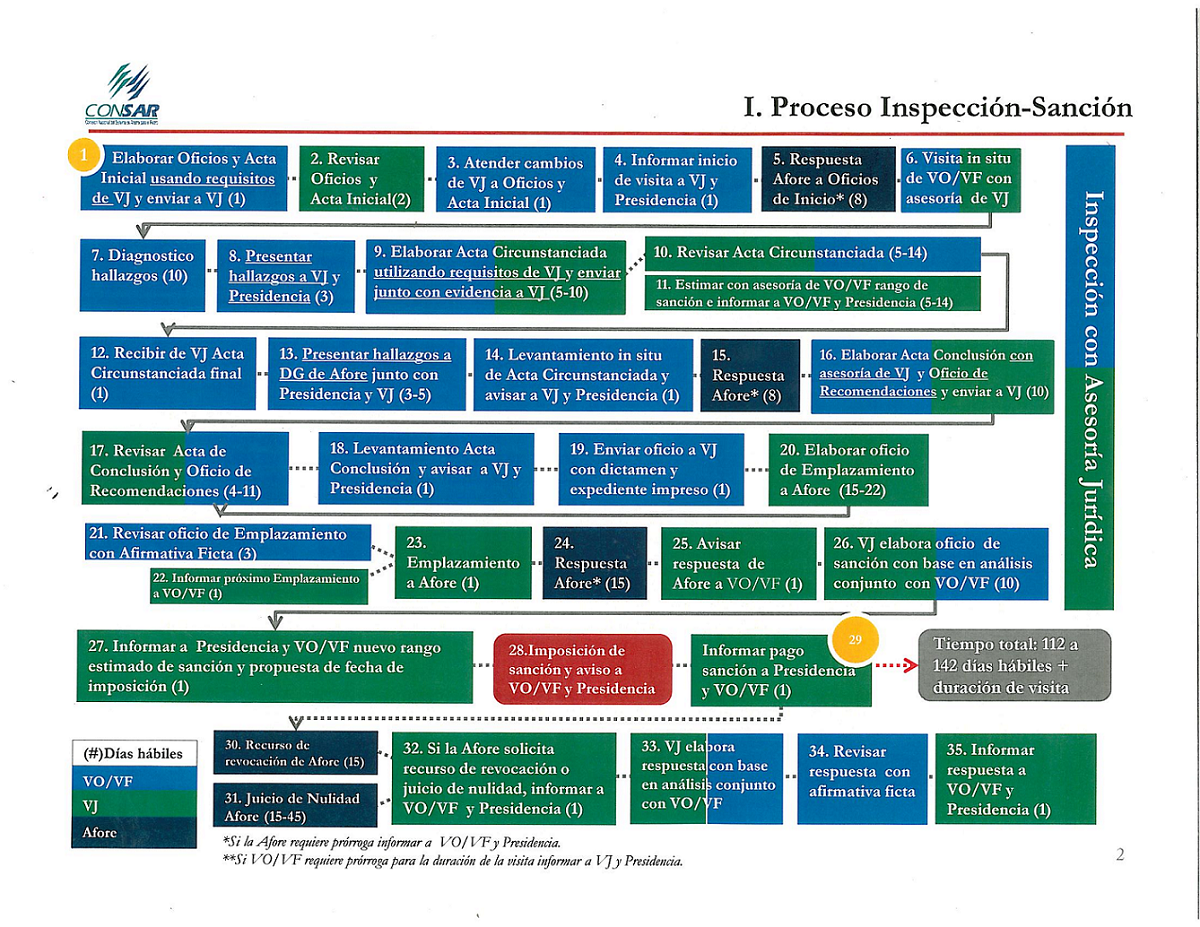 CONSAR
I. Proceso Inspección-Sanción
1
Elaborar Oficios y Acta
Inicial usando requisitos
de VJ y enviar a VJ (1)
2. Revisar
Oficios y
Acta Inicial(2)
3. Atender cambios
de VJ a Oficios y
Acta Inicial (1)
4. Informar inicio
de visita a VJ y
Presidencia (1)
5. Respuesta
Afore a Oficios
de Inicio* (8)
6. Visita in situ
de VO/VF con
asesoría de VJ
7. Diagnostico
hallazgos (10)
8. Presentar
hallazgos a VJ y
Presidencia (3)
9. Elaborar Acta Circunstanciada
utilizando requisitos de VJ y enviar
junto con evidencia a VJ (5-10)
10. Revisar Acta Circunstanciada (5-14)
11. Estimar con asesoría de VO/VF rango de
sanción e informar a VO/VF y Presidencia (5-14)
12. Recibir de VJ Acta
Circunstanciada final
(1)
13. Presentar hallazgos a
DG de Afore junto con
Presidencia y VJ (3-5)
14. Levantamiento in situ
de Acta Circunstanciada y
avisar a VJ y Presidencia (1)
15.
Respuesta
Afore* (8)
16. Elaborar Acta Conclusión con
asesoría de VJ y Oficio de
Recomendaciones y enviar a VJ (10)
17. Revisar Acta de
Conclusión y Oficio de
Recomendaciones (4-11)
18. Levantamiento Acta
Conclusión y avisar a VJ y
Presidencia (1)
19. Enviar oficio a VJ
con dictamen y
expediente impreso (1)
20. Elaborar oficio
de Emplazamiento
a Afore (15-22)
21. Revisar oficio de Emplazamiento
con Afirmativa Ficta (3)
22. Informar próximo Emplazamiento
a VO/VF (1)
23.
Emplazamiento
a Afore (1)
24.
Respuesta
Afore* (15)
25. Avisar
respuesta de
Afore a VO/VF (1)
26. VJ elabora oficio de
sanción con base en análisis
conjunto con VO/VF (10)
Inspección con Asesoría Jurídica
27. Informar a Presidencia y VO/VF nuevo rango
estimado de sanción y propuesta de fecha de
imposición (1)
28.Imposición de
sanción y aviso a
VO/VF y Presidencia
29
Informar pago
sanción a Presidencia
y VO/VF (1)
Tiempo total: 112 a
142 días hábiles +
duración de visita
30. Recurso de
revocación de Afore (15)
31. Juicio de Nulidad
Afore (15-45)
32. Si la Afore solicita
recurso de revocación o
juicio de nulidad, informar a
VO/VF y Presidencia (1)
33. VJ elabora
respuesta con base
en análisis conjunto
con VO/VF
34. Revisar
respuesta con
afirmativa ficta
35. Informar
respuesta a
VO/VF y
Presidencia (1)
(#)Días hábiles
VO/VF
VJ
Afore
*Si la Afore requiere prórroga informar a VO/VF y Presidencia.
**Si VO/VF requiere prórroga para la duración de la visita informar a VJ y Presidencia.
2